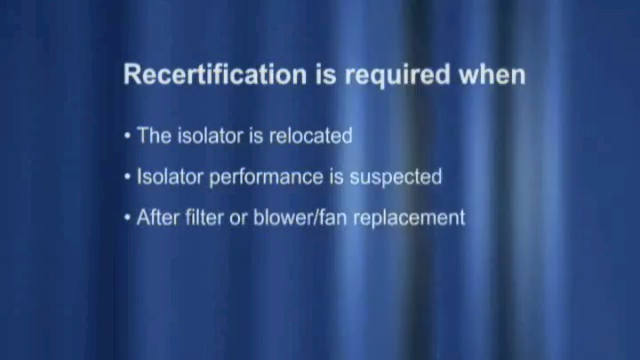 Recertification is required when
• The isolator is relocated
• Isolator performance is suspected
• After filter or blower/fan replacement